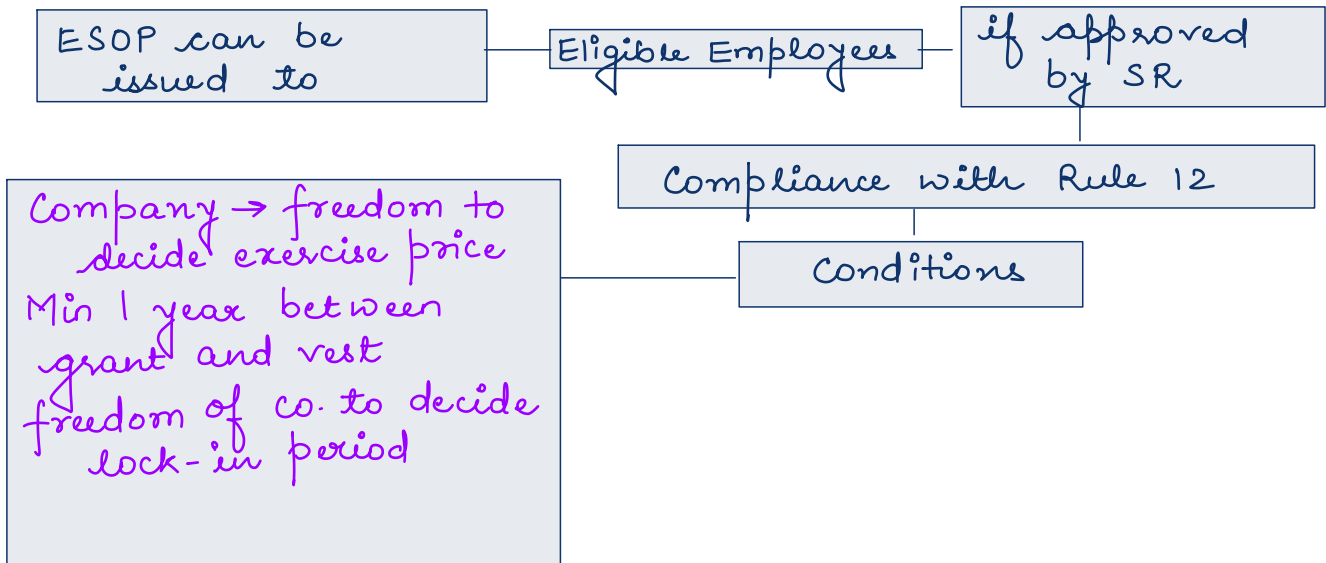 ESOP can be
issued to
Eligible Employees
if approved
by SR
Compliance with Rule 12
Conditions
Company → freedom to
decide exercise price
Min 1 year between
grant and vest
freedom of co. to decide
lock-in period